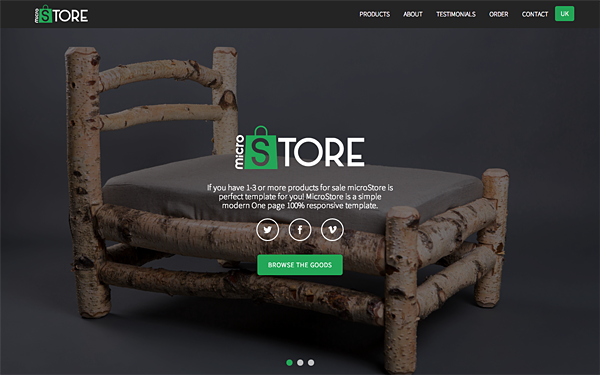 micro STORE
PRODUCTS ABOUT TESTIMONIALS ORDER CONTACT UK
micro STORE
If you have 1-3 or more products for sale microStore is
perfect template for you! MicroStore is a simple
modern One page 100% responsive template.
BROWSE THE GOODS